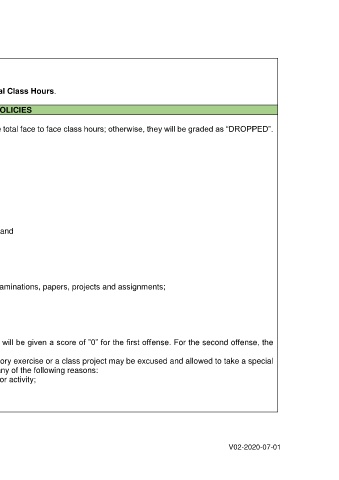 al Class Hours.
OLICIES
e total face to face class hours; otherwise, they will be graded as “DROPPED”.
and
aminations, papers, projects and assignments;
will be given a score of “0” for the first offense. For the second offense, the
ory exercise or a class project may be excused and allowed to take a special
ny of the following reasons:
or activity;
V02-2020-07-01